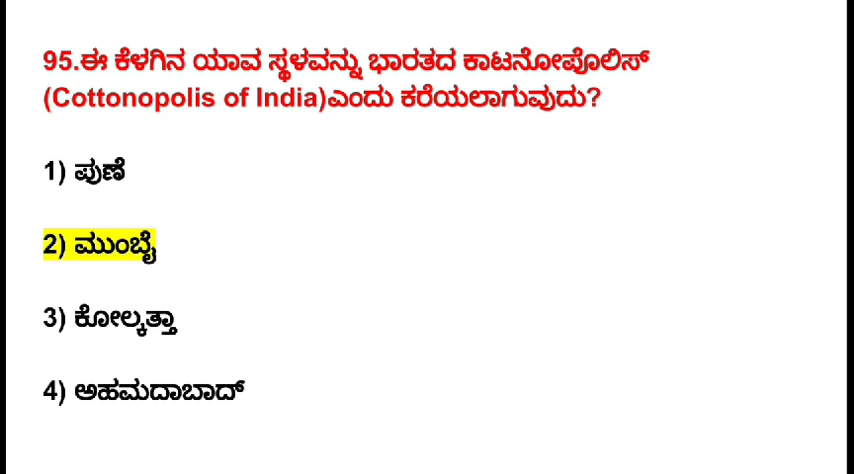 95.ಈ ಕೆಳಗಿನ ಯಾವ ಸ್ಥಳವನ್ನು ಭಾರತದ ಕಾಟನೋಪೊಲಿಸ್
(Cottonopolis of India)ಎಂದು ಕರೆಯಲಾಗುವುದು?
1) ಪುಣೆ
2) ಮುಂಬೈ
3) ಕೋಲ್ಕತ್ತಾ
4) ಅಹಮದಾಬಾದ್